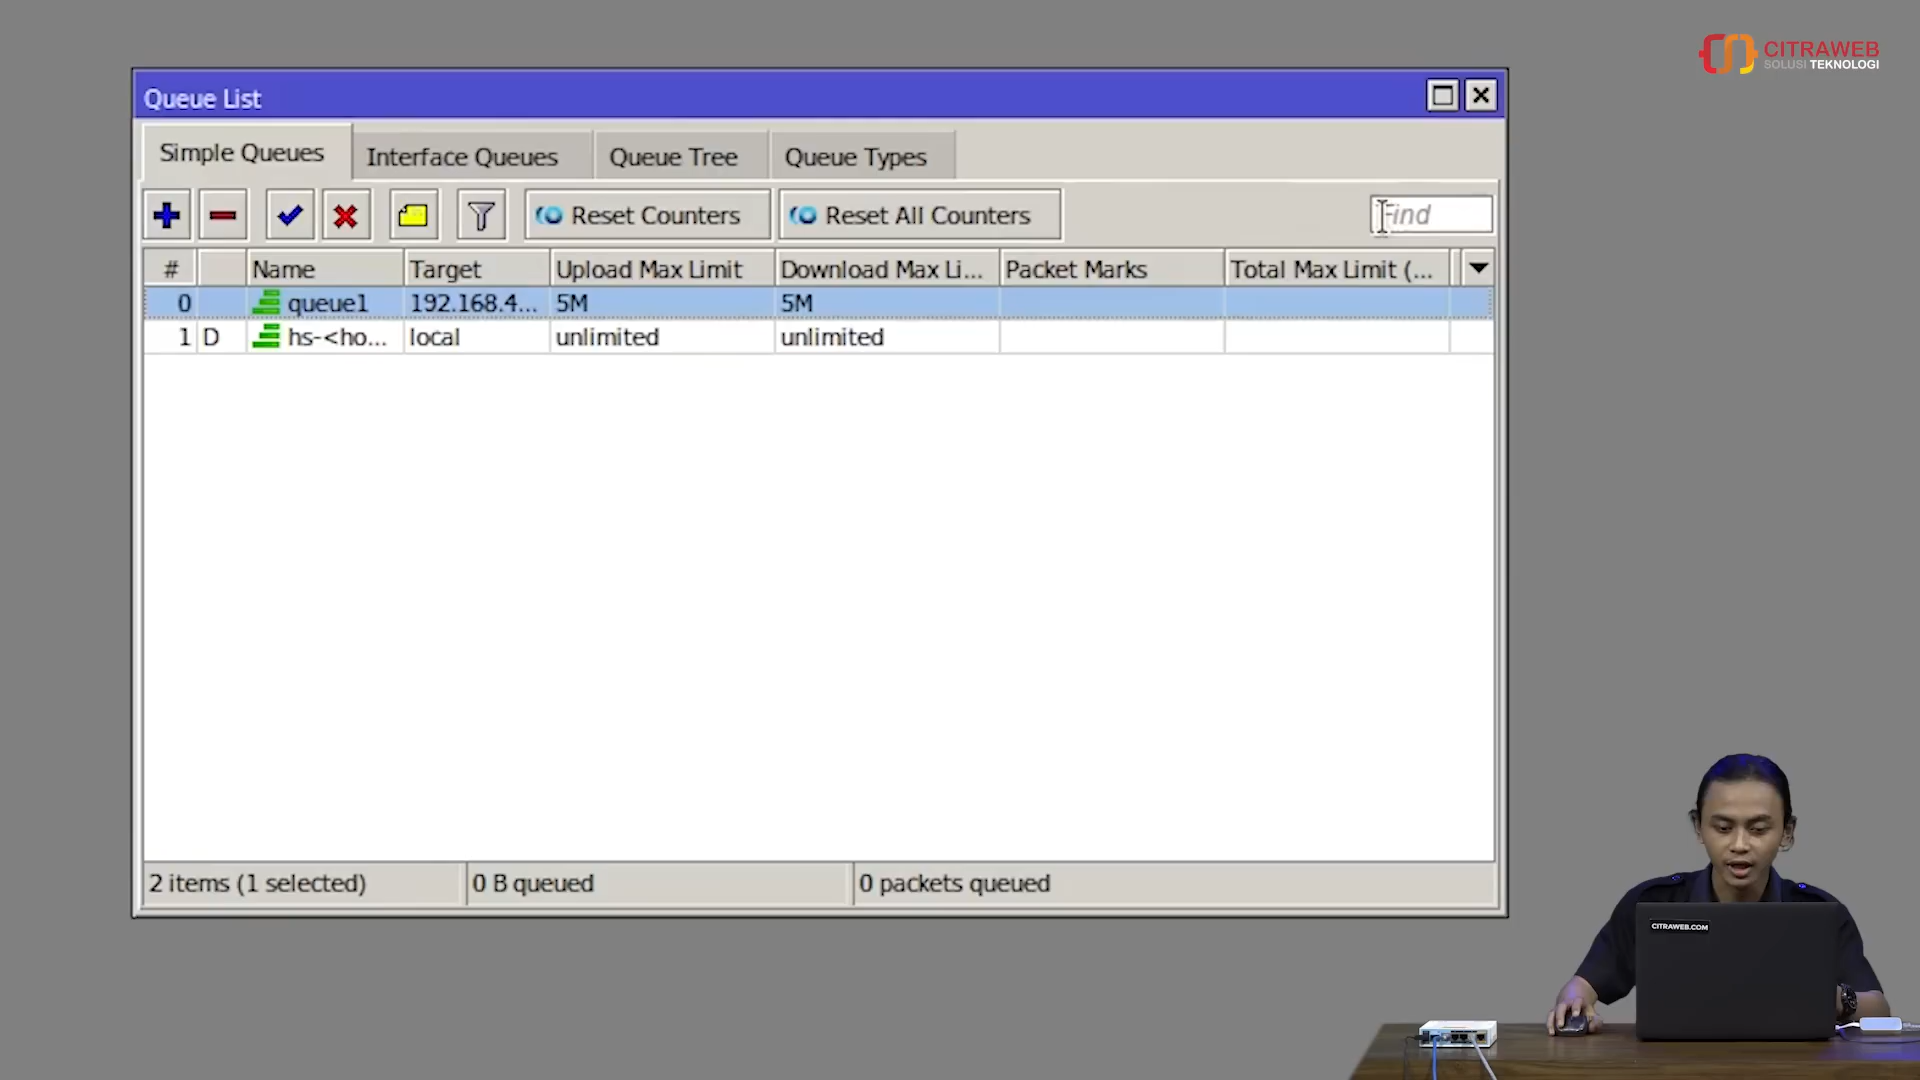 CITRAWEB
SOLUSI TEKNOLOGI
Queue List
Simple Queues Interface Queues Queue Tree Queue Types
Reset Counters Reset All Counters Find
# Name Target Upload Max Limit Download Max Li... Packet Marks Total Max Limit (...
0 queue1 192.168.4... 5M 5M
1 D hs-<ho... local unlimited unlimited
2 items (1 selected) 0 B queued 0 packets queued
CITRAWEB.COM